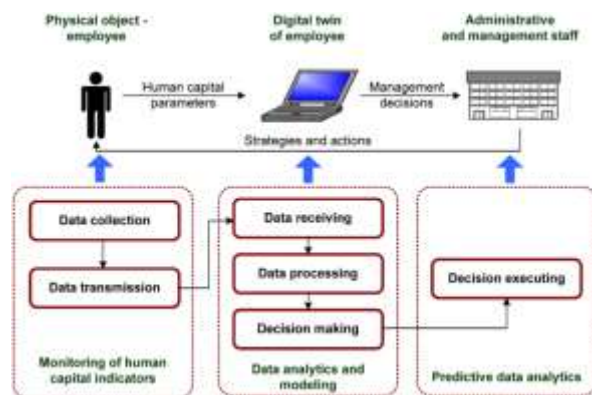 Physical object -
employee
Digital twin
of employee
Administrative
and management staff
Human capital
parameters
Management
decisions
Strategies and actions
Data collection
Data transmission
Monitoring of human
capital indicators
Data receiving
Data processing
Decision making
Data analytics and
modeling
Decision executing
Predictive data analytics